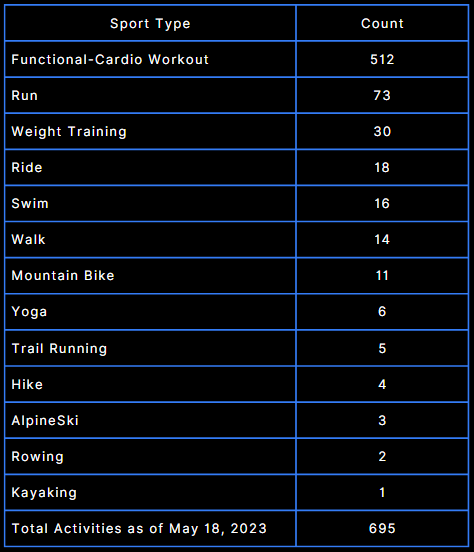 Sport Type Count
Functional-Cardio Workout 512
Run 73
Weight Training 30
Ride 18
Swim 16
Walk 14
Mountain Bike 11
Yoga 6
Trail Running 5
Hike 4
AlpineSki 3
Rowing 2
Kayaking 1
Total Activities as of May 18, 2023 695